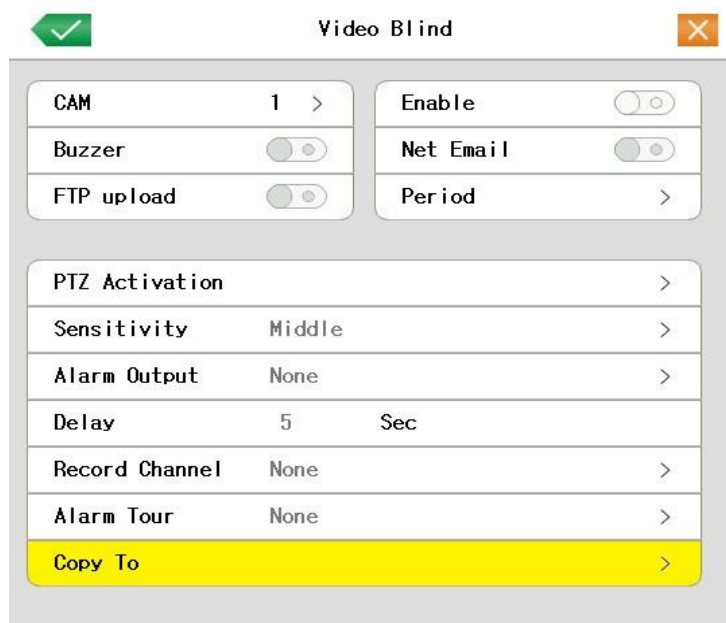 Video Blind
CAM 1 > Enable
Buzzer Net Email
FTP upload Period >
PTZ Activation >
Sensitivity Middle >
Alarm Output None >
Delay 5 Sec
Record Channel None >
Alarm Tour None >
Copy To >